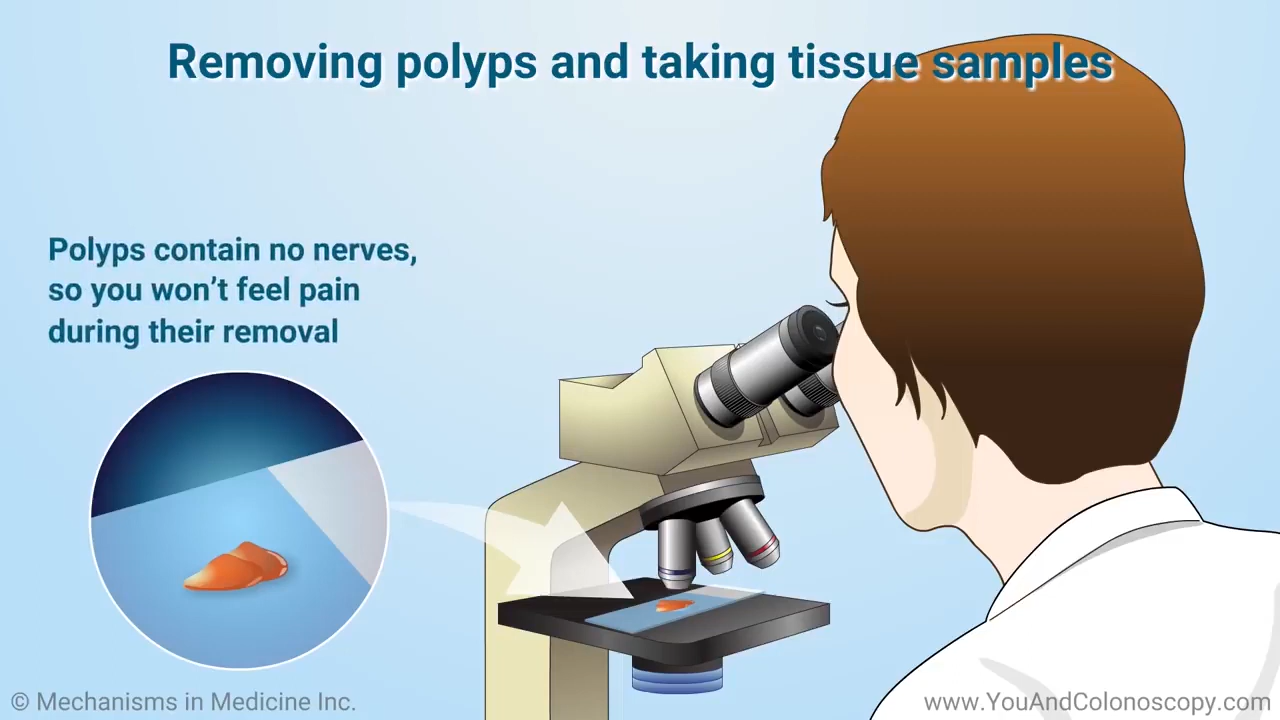 Removing polyps and taking tissue samples
Polyps contain no nerves,
so you won’t feel pain
during their removal
© Mechanisms in Medicine Inc.
www.YouAndColonoscopy.com